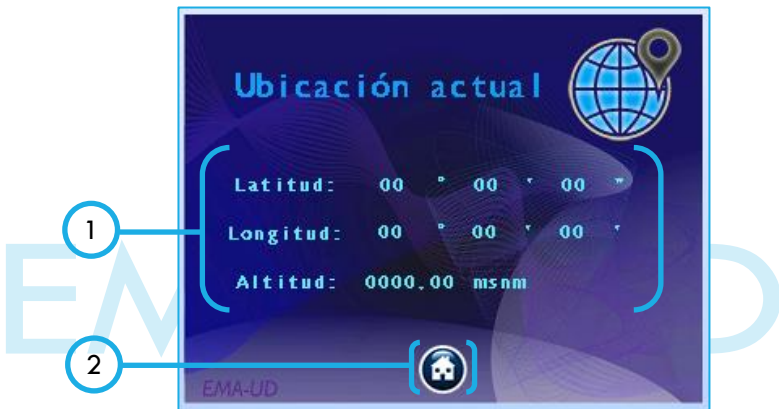 Ubicación actual
Latitud: 00 ° 00 ' 00 "
1
Longitud: 00 ° 00 ' 00 '
Altitud: 0000,00 msnm
2
EMA-UD